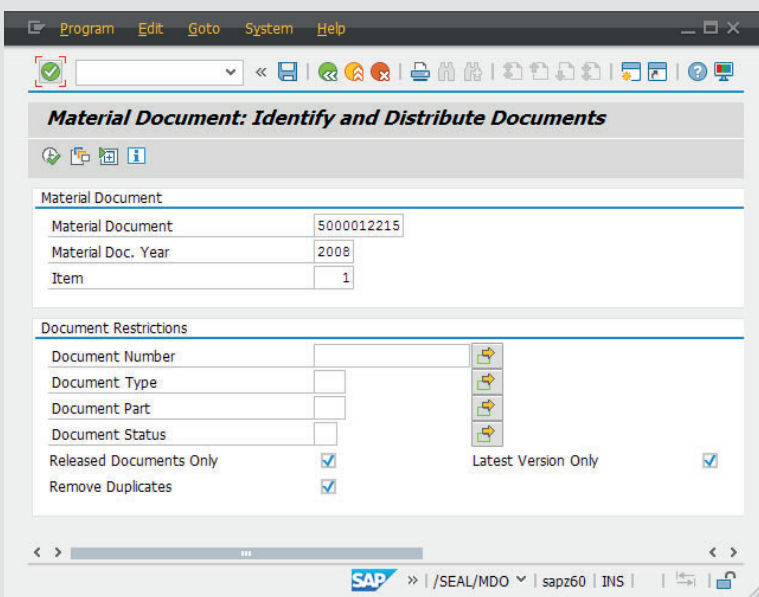 Program Edit Goto System Help
Material Document: Identify and Distribute Documents
Material Document
Material Document 5000012215
Material Doc. Year 2008
Item 1
Document Restrictions
Document Number
Document Type
Document Part
Document Status
Released Documents Only Latest Version Only
Remove Duplicates
SAP » | /SEAL/MDO | sapz60 | INS |